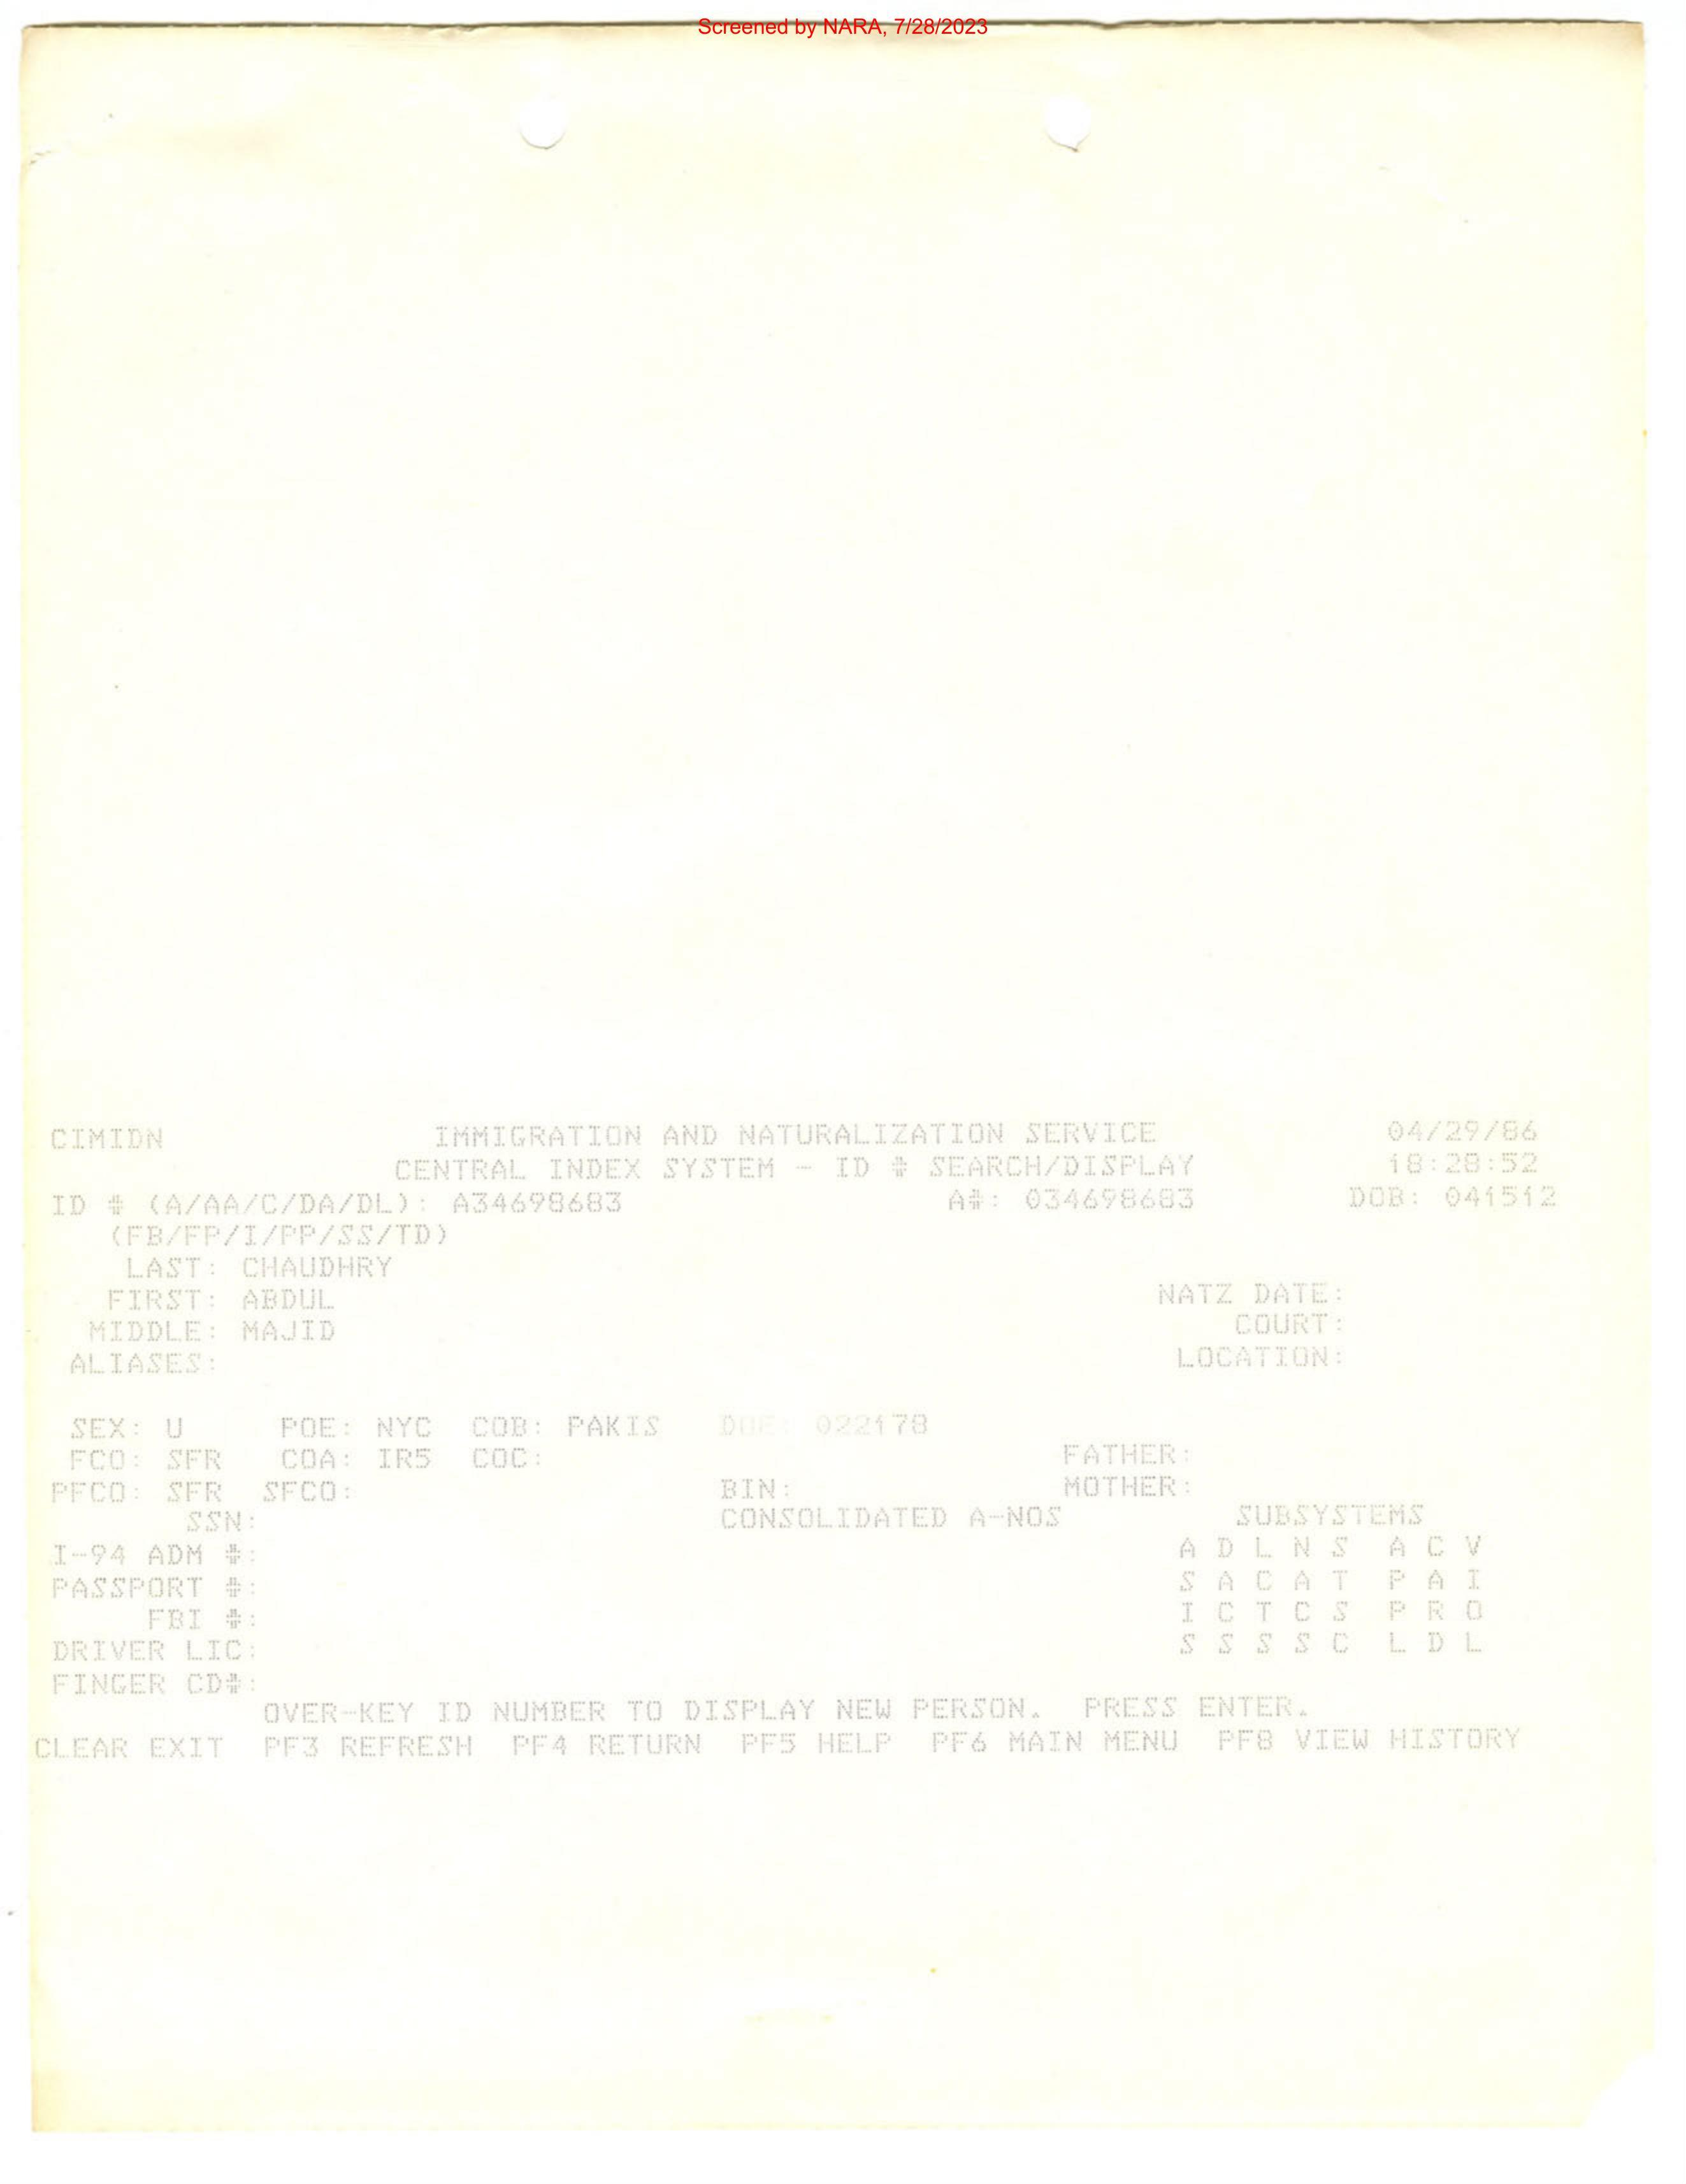 Screened by NARA, 7/28/2023
CIMIDN IMMIGRATION AND NATURALIZATION SERVICE 04/29/86
CENTRAL INDEX SYSTEM - ID # SEARCH/DISPLAY 18:28:52
ID # (A/AA/C/DA/DL): A34698683 A#: 034698683 DOB: 041512
(FB/FP/I/PP/SS/TD)
LAST: CHAUDHRY
FIRST: ABDUL NATZ DATE:
MIDDLE: MAJID COURT:
ALIASES: LOCATION:
SEX: U POE: NYC COB: PAKIS DOE: 022178
FCO: SFR COA: IR5 COC: FATHER:
PFCO: SFR SFCO: BIN: MOTHER:
SSN: CONSOLIDATED A-NOS SUBSYSTEMS
I-94 ADM #: A D L N S A C V
PASSPORT #: S A C A T P A I
FBI #: I C T C S P R O
DRIVER LIC: S S S S C L D L
FINGER CD#:
OVER-KEY ID NUMBER TO DISPLAY NEW PERSON. PRESS ENTER.
CLEAR EXIT PF3 REFRESH PF4 RETURN PF5 HELP PF6 MAIN MENU PF8 VIEW HISTORY